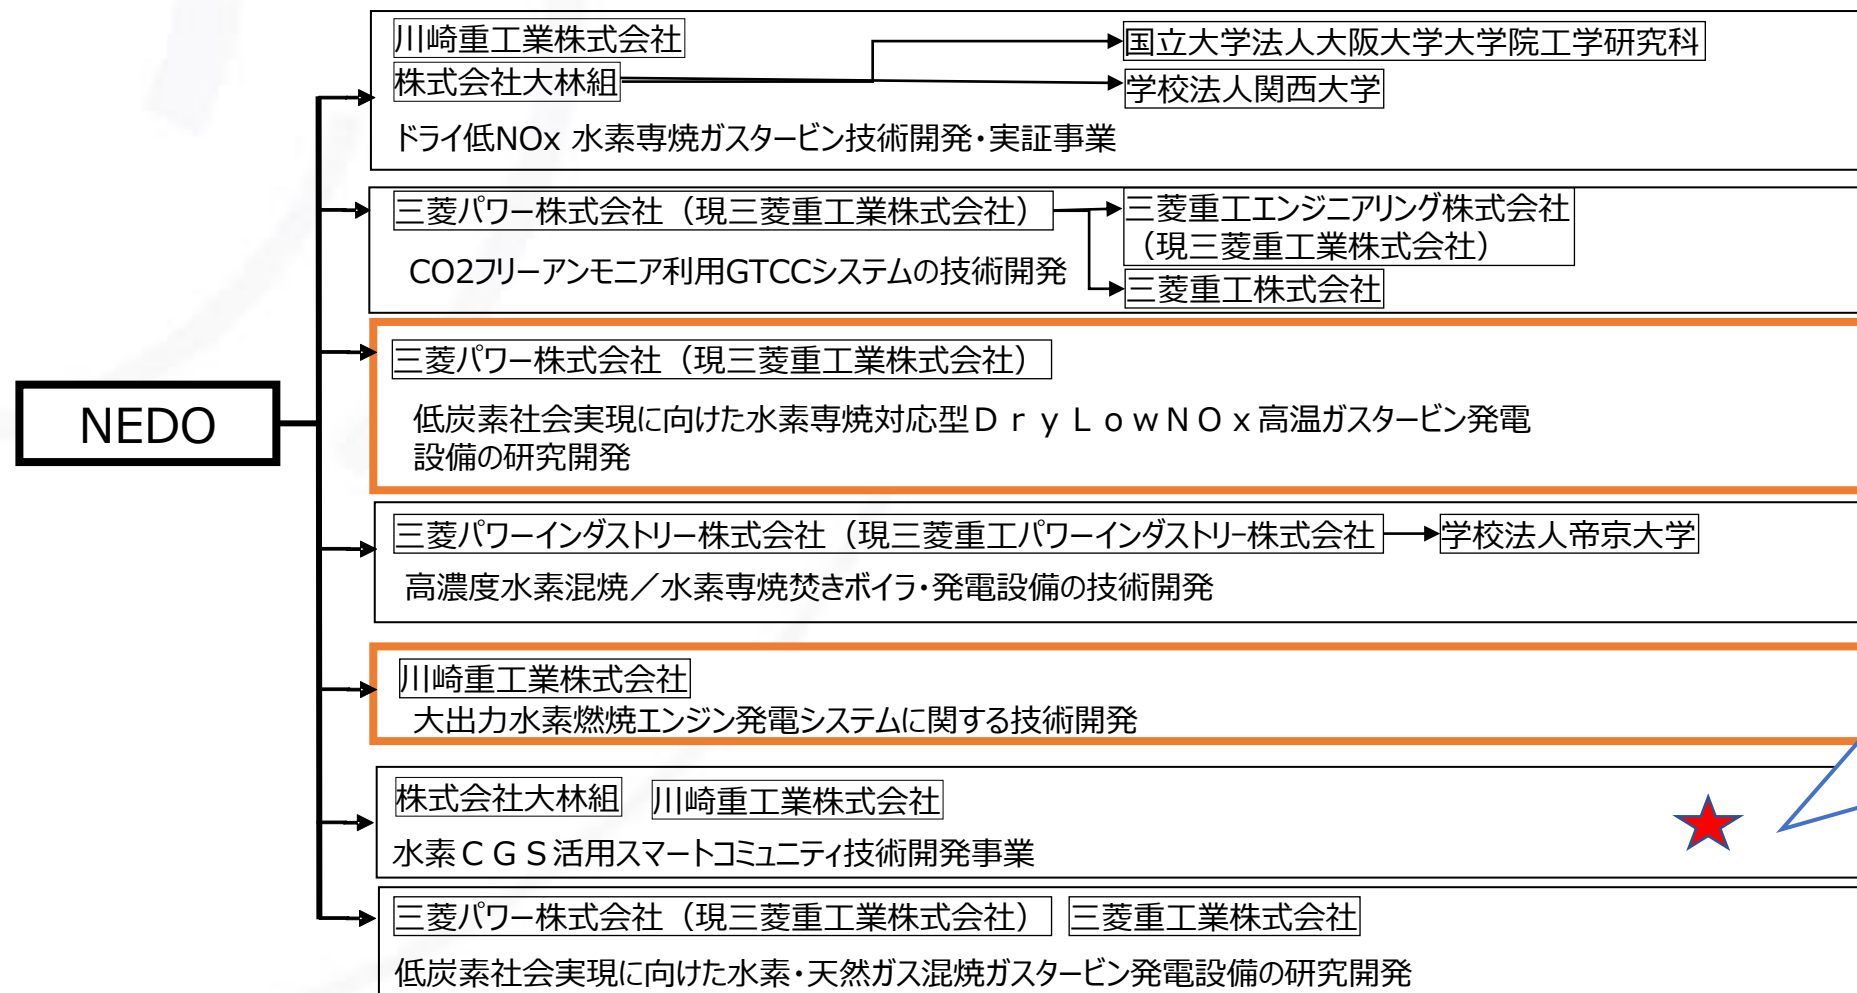 NEDO
川崎重工業株式会社
株式会社大林組
国立大学法人大阪大学大学院工学研究科
学校法人関西大学
ドライ低NOx 水素専焼ガスタービン技術開発・実証事業
三菱パワー株式会社（現三菱重工業株式会社）
三菱重工エンジニアリング株式会社
（現三菱重工業株式会社）
三菱重工株式会社
CO2フリーアンモニア利用GTCCシステムの技術開発
三菱パワー株式会社（現三菱重工業株式会社）
低炭素社会実現に向けた水素専焼対応型ＤｒｙＬｏｗＮＯｘ高温ガスタービン発電
設備の研究開発
三菱パワーインダストリー株式会社（現三菱重工パワーインダストリー株式会社
学校法人帝京大学
高濃度水素混焼／水素専焼焚きボイラ・発電設備の技術開発
川崎重工業株式会社
大出力水素燃焼エンジン発電システムに関する技術開発
株式会社大林組
川崎重工業株式会社
水素ＣＧＳ活用スマートコミュニティ技術開発事業
三菱パワー株式会社（現三菱重工業株式会社）
三菱重工業株式会社
低炭素社会実現に向けた水素・天然ガス混焼ガスタービン発電設備の研究開発